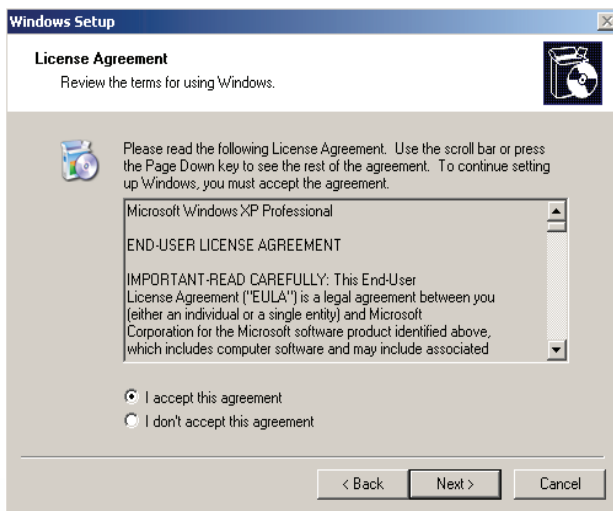 Windows Setup
License Agreement
Review the terms for using Windows.
Please read the following License Agreement. Use the scroll bar or press
the Page Down key to see the rest of the agreement. To continue setting
up Windows, you must accept the agreement.
Microsoft Windows XP Professional
END-USER LICENSE AGREEMENT
IMPORTANT-READ CAREFULLY: This End-User
License Agreement ("EULA") is a legal agreement between you
(either an individual or a single entity) and Microsoft
Corporation for the Microsoft software product identified above,
which includes computer software and may include associated
I accept this agreement
I don't accept this agreement
< Back
Next >
Cancel